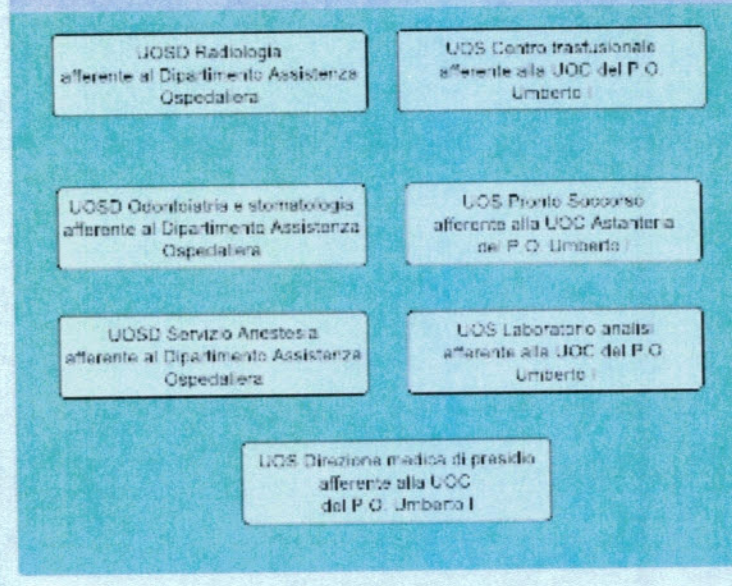 UOSD Radiologia
afferente al Dipartimento Assistenza
Ospedaliera
UOS Centro trasfusionale
afferente alla UOC del P.O.
Umberto I
UOSD Odontoiatria e stomatologia
afferente al Dipartimento Assistenza
Ospedaliera
UOS Pronto Soccorso
afferente alla UOC Astanteria
del P.O. Umberto I
UOSD Servizio Anestesia
afferente al Dipartimento Assistenza
Ospedaliera
UOS Laboratorio analisi
afferente alla UOC del P.O
Umberto I
UOS Direzione medica di presidio
afferente alla UOC
del P.O. Umberto I